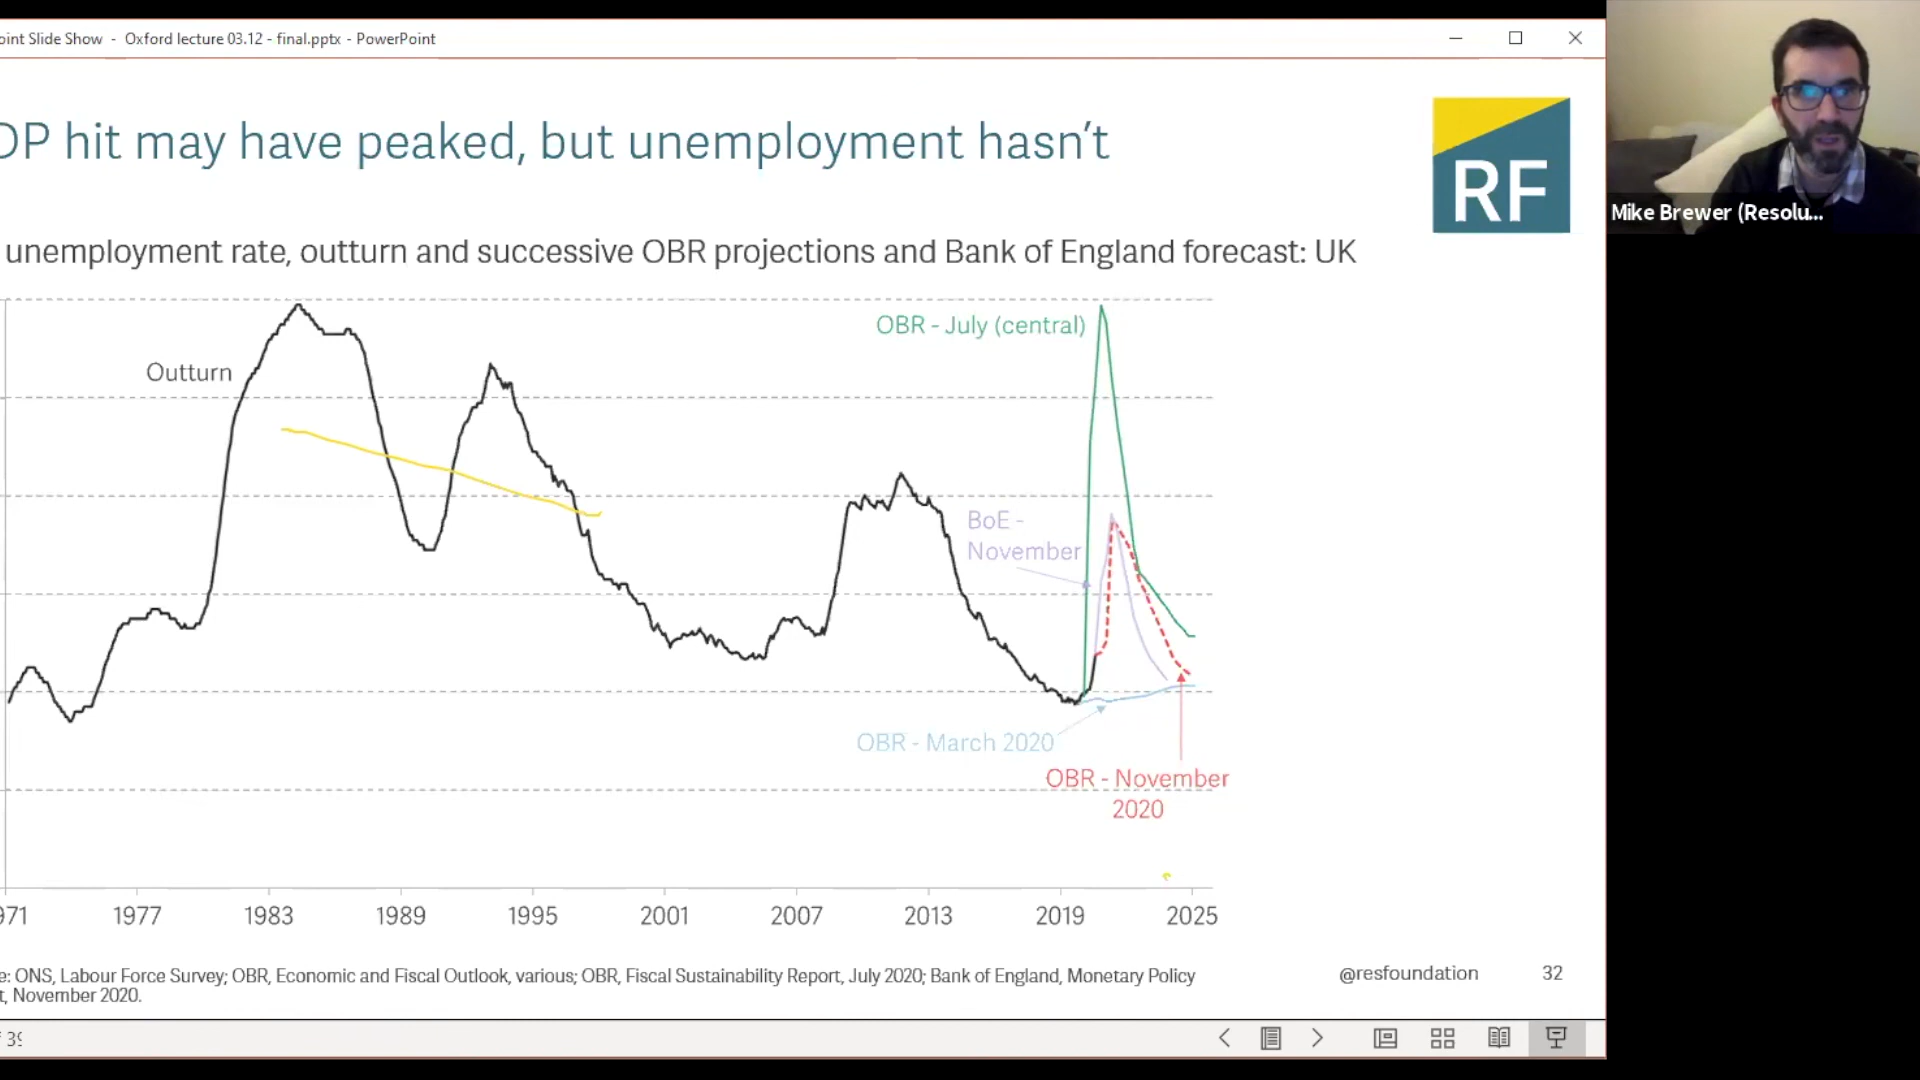 oint Slide Show - Oxford lecture 03.12 - final.pptx - PowerPoint
DP hit may have peaked, but unemployment hasn't
RF
Mike Brewer (Resolu...
unemployment rate, outturn and successive OBR projections and Bank of England forecast: UK
OBR - July (central)
Outturn
BoE -
November
OBR - March 2020
OBR - November
2020
971 1977 1983 1989 1995 2001 2007 2013 2019 2025
e: ONS, Labour Force Survey; OBR, Economic and Fiscal Outlook, various; OBR, Fiscal Sustainability Report, July 2020; Bank of England, Monetary Policy
t, November 2020.
@resfoundation 32
f 39